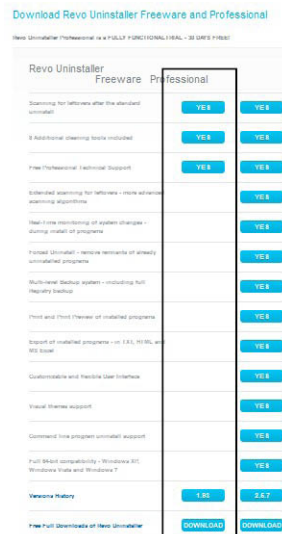 Download Revo Uninstaller Freeware and Professional
Revo Uninstaller Professional is a FULLY FUNCTIONAL TRIAL - 30 DAYS FREE!
Revo Uninstaller
Freeware Professional
Scanning for leftovers after the standard
uninstall
YES YES
8 Additional cleaning tools included
YES YES
Free Professional Technical Support
YES YES
Extended scanning for leftovers - more advanced
scanning algorithms
YES
Real-Time monitoring of system changes -
during install of programs
YES
Forced Uninstall - remove remnants of already
uninstalled programs
YES
Multi-level Backup system - including full
Registry backup
YES
Print and Print Preview of installed programs
YES
Export of installed programs - in TXT, HTML and
MS Excel
YES
Customizable and flexible User Interface
YES
Visual themes support
YES
Command line program uninstall support
YES
Full 64-bit compatibility - Windows XP,
Windows Vista and Windows 7
YES
Versions History
1.93 2.5.7
Free Full Downloads of Revo Uninstaller
DOWNLOAD DOWNLOAD